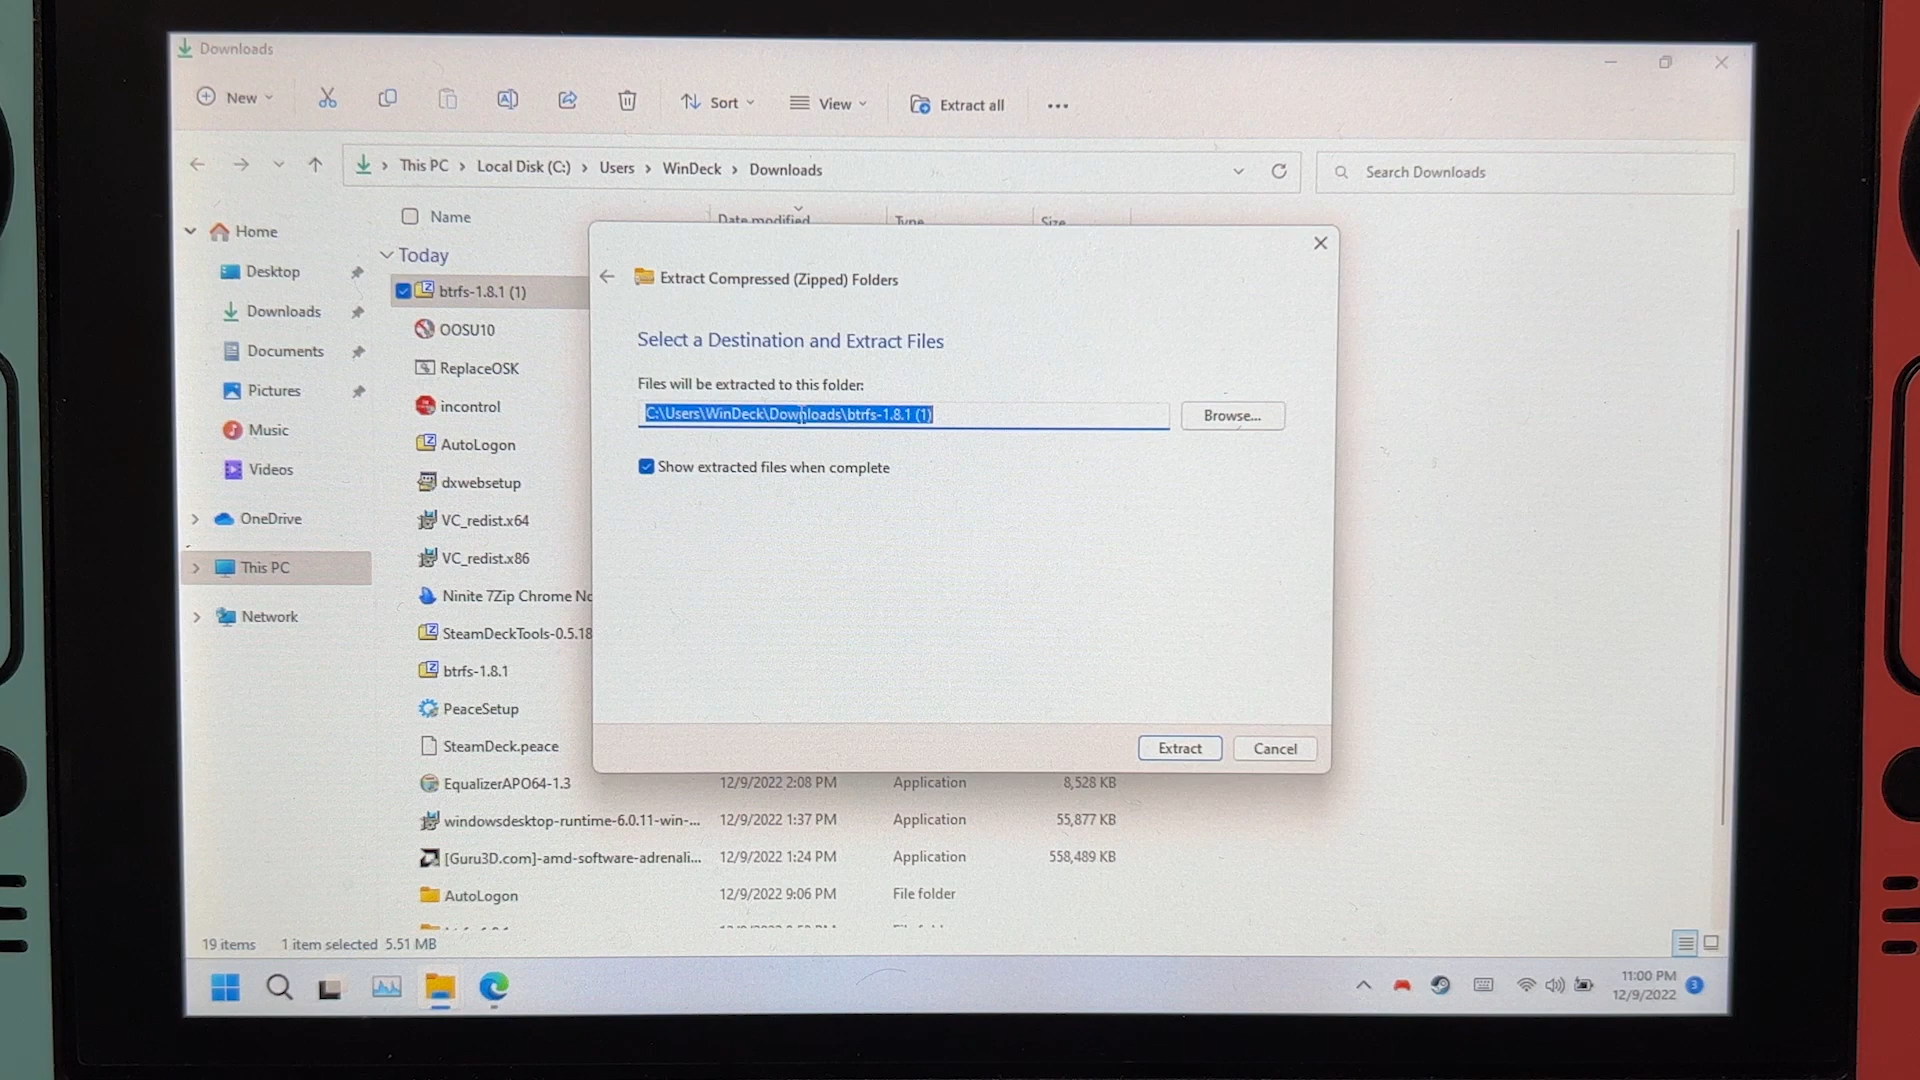 Downloads
New
Sort
View
Extract all
This PC > Local Disk (C:) > Users > WinDeck > Downloads
Search Downloads
Name
Date modified
Type
Size
Home
Desktop
Downloads
Documents
Pictures
Music
Videos
OneDrive
This PC
Network
Today
btrfs-1.8.1 (1)
OOSU10
ReplaceOSK
incontrol
AutoLogon
dxwebsetup
VC_redist.x64
VC_redist.x86
Ninite 7Zip Chrome No
SteamDeckTools-0.5.18
btrfs-1.8.1
PeaceSetup
SteamDeck.peace
EqualizerAPO64-1.3 12/9/2022 2:08 PM Application 8,528 KB
windowsdesktop-runtime-6.0.11-win-... 12/9/2022 1:37 PM Application 55,877 KB
[Guru3D.com]-amd-software-adrenali... 12/9/2022 1:24 PM Application 558,489 KB
AutoLogon 12/9/2022 9:06 PM File folder
Extract Compressed (Zipped) Folders
Select a Destination and Extract Files
Files will be extracted to this folder:
C:\Users\WinDeck\Downloads\btrfs-1.8.1 (1)
Browse...
Show extracted files when complete
Extract
Cancel
19 items 1 item selected 5.51 MB
11:00 PM
12/9/2022
3